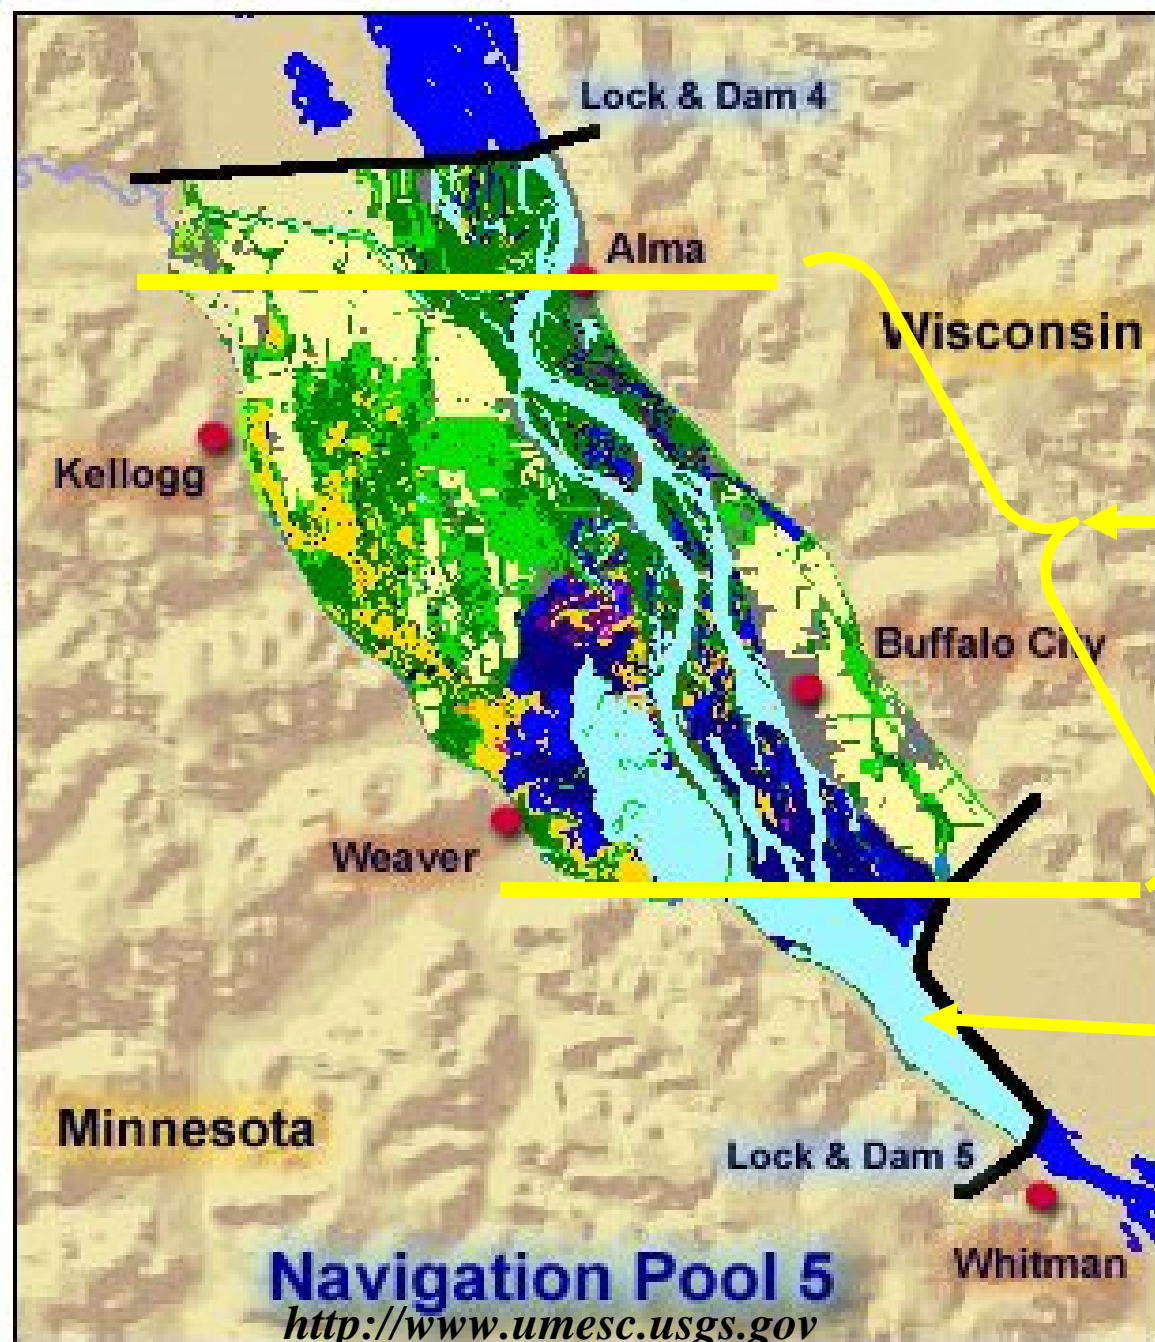 Lock & Dam 4
Alma
Wisconsin
Kellogg
Buffalo City
Weaver
Minnesota
Lock & Dam 5
Whitman
Navigation Pool 5
http://www.umesc.usgs.gov